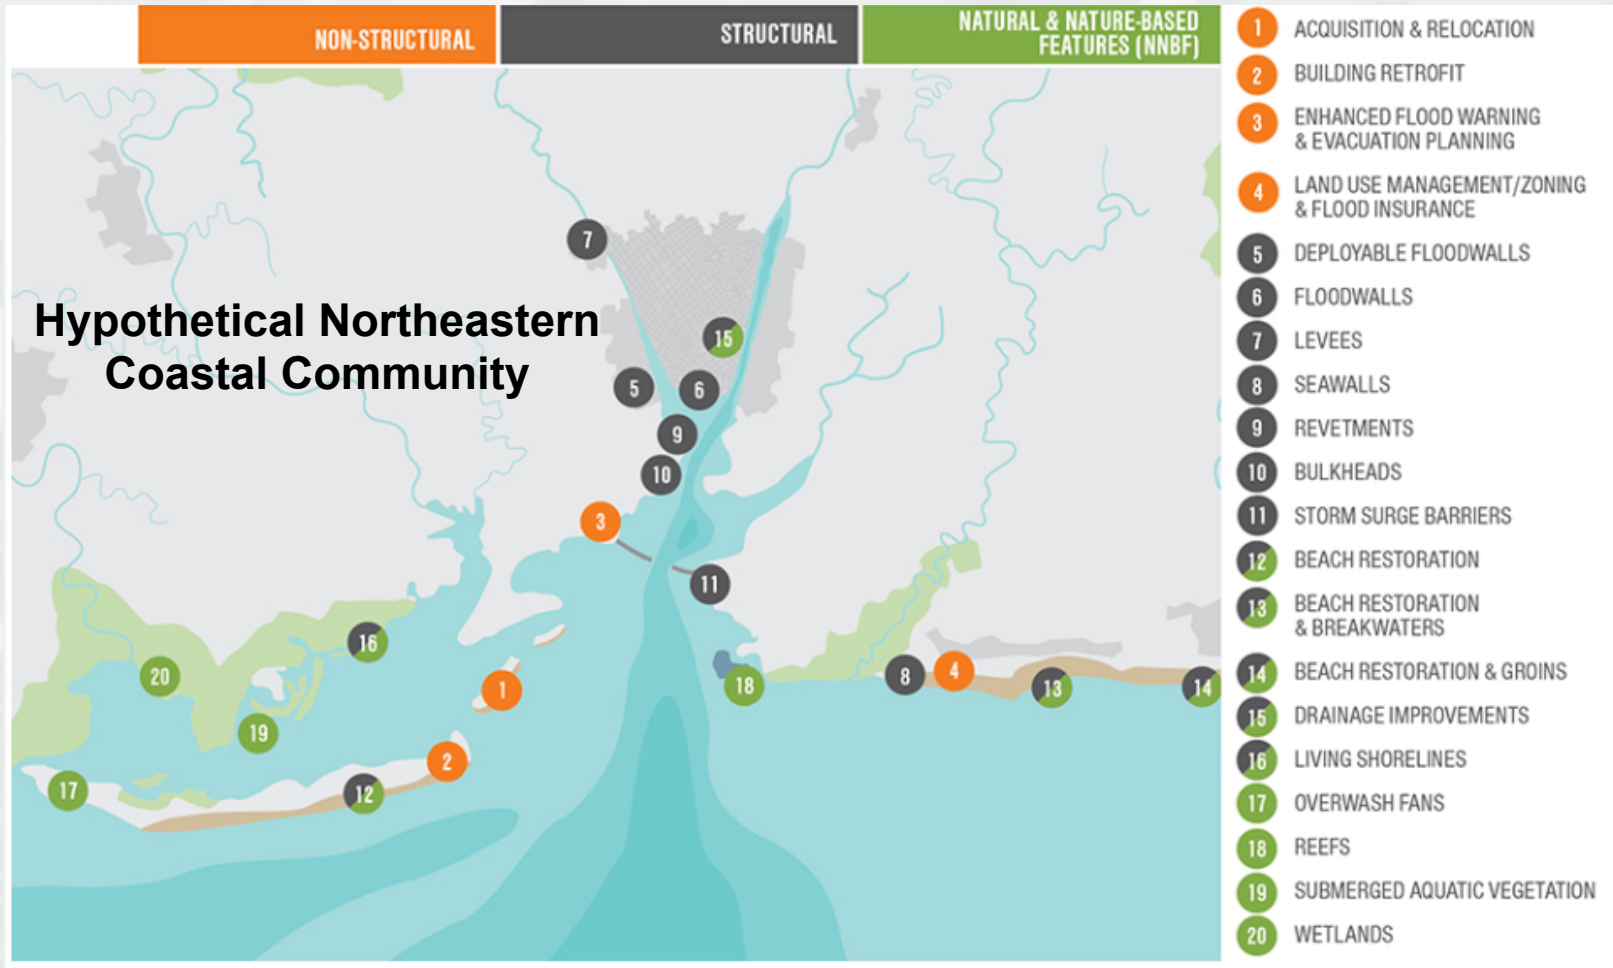 NON-STRUCTURAL
STRUCTURAL
NATURAL & NATURE-BASED
FEATURES (NNBF)
Hypothetical Northeastern
Coastal Community
7
15
5
6
9
10
3
11
16
20
1
18
8
4
13
14
19
2
17
12
1 ACQUISITION & RELOCATION
2 BUILDING RETROFIT
3 ENHANCED FLOOD WARNING
& EVACUATION PLANNING
4 LAND USE MANAGEMENT/ZONING
& FLOOD INSURANCE
5 DEPLOYABLE FLOODWALLS
6 FLOODWALLS
7 LEVEES
8 SEAWALLS
9 REVETMENTS
10 BULKHEADS
11 STORM SURGE BARRIERS
12 BEACH RESTORATION
13 BEACH RESTORATION
& BREAKWATERS
14 BEACH RESTORATION & GROINS
15 DRAINAGE IMPROVEMENTS
16 LIVING SHORELINES
17 OVERWASH FANS
18 REEFS
19 SUBMERGED AQUATIC VEGETATION
20 WETLANDS